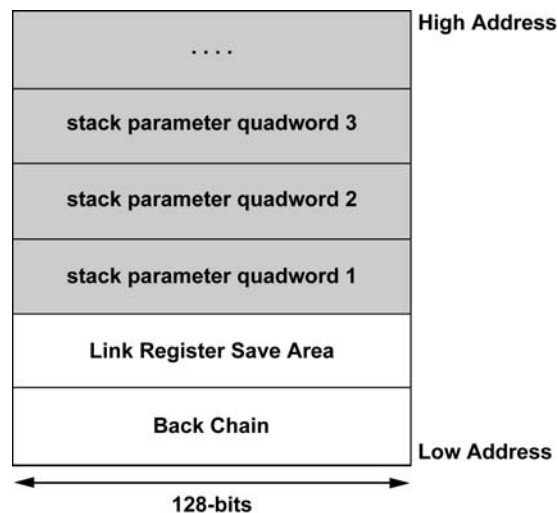 High Address
. . . .
stack parameter quadword 3
stack parameter quadword 2
stack parameter quadword 1
Link Register Save Area
Back Chain
Low Address
128-bits